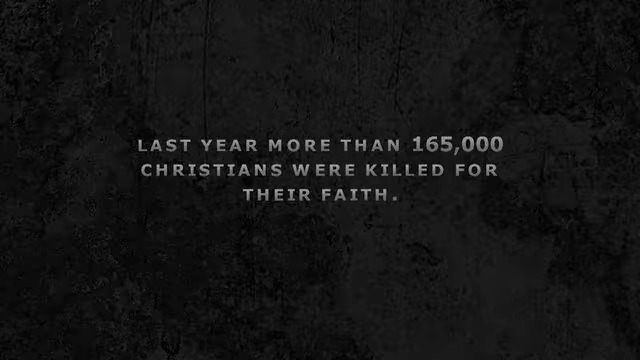 LAST YEAR MORE THAN 165,000
CHRISTIANS WERE KILLED FOR
THEIR FAITH.